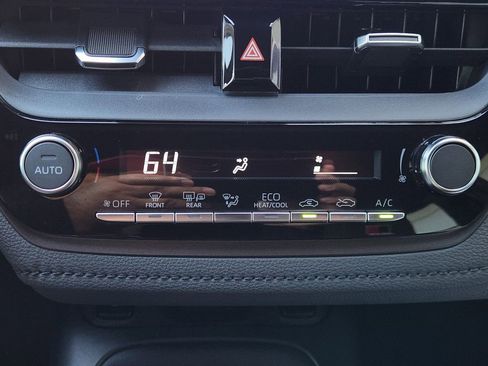 64
AUTO
OFF
FRONT
REAR
ECO
HEAT/COOL
A/C